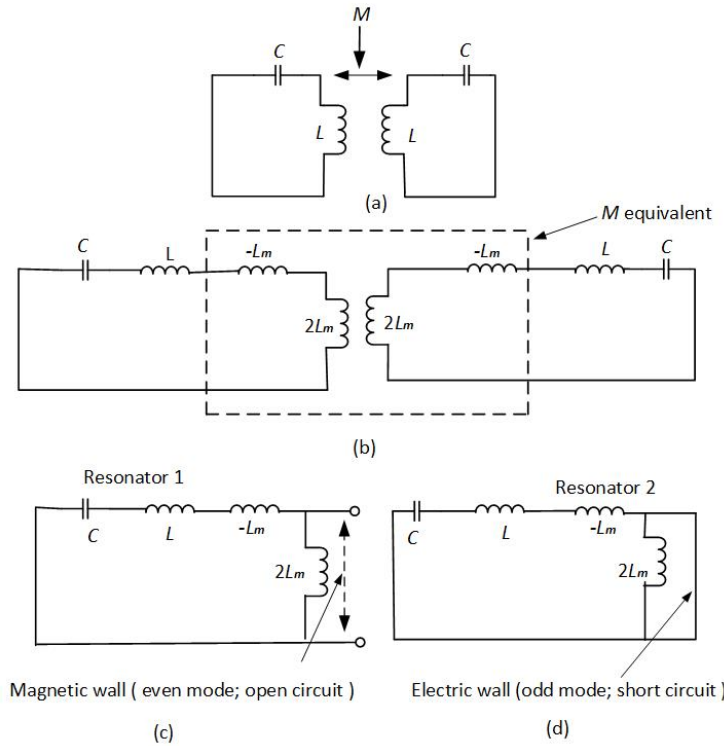 M
C
C
L
L
(a)
M equivalent
C
L
-Lm
-Lm
L
C
2Lm
2Lm
(b)
Resonator 1
C
L
-Lm
2Lm
Magnetic wall ( even mode; open circuit )
(c)
Resonator 2
C
L
-Lm
2Lm
Electric wall (odd mode; short circuit )
(d)